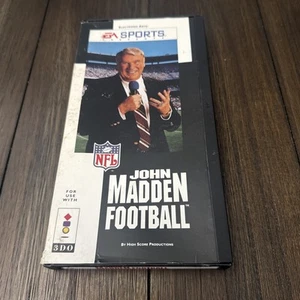 EA SPORTS
NFL
JOHN
MADDEN
FOOTBALL
FOR
USE
WITH
3DO
BY HIGH SCORE PRODUCTIONS